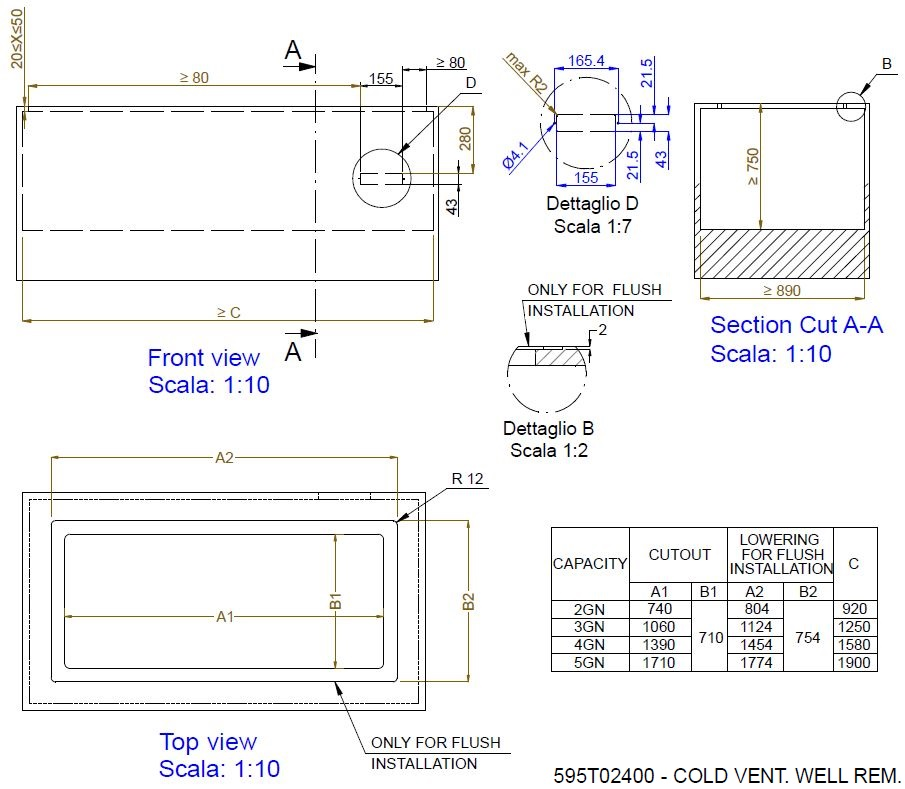 20≤X≤50
A
≥ 80
155
≥ 80
D
280
43
≥ C
A
Front view
Scala: 1:10
165.4
max R2
21.5
Ø4.1
155
21.5
43
Dettaglio D
Scala 1:7
B
≥ 750
≥ 890
Section Cut A-A
Scala: 1:10
ONLY FOR FLUSH
INSTALLATION
2
Dettaglio B
Scala 1:2
A2
R 12
B1
B2
A1
ONLY FOR FLUSH
INSTALLATION
Top view
Scala: 1:10
CAPACITY CUTOUT LOWERING FOR FLUSH INSTALLATION C
A1 B1 A2 B2
2GN 740 804 920
3GN 1060 1124 1250
710 754
4GN 1390 1454 1580
5GN 1710 1774 1900
595T02400 - COLD VENT. WELL REM.